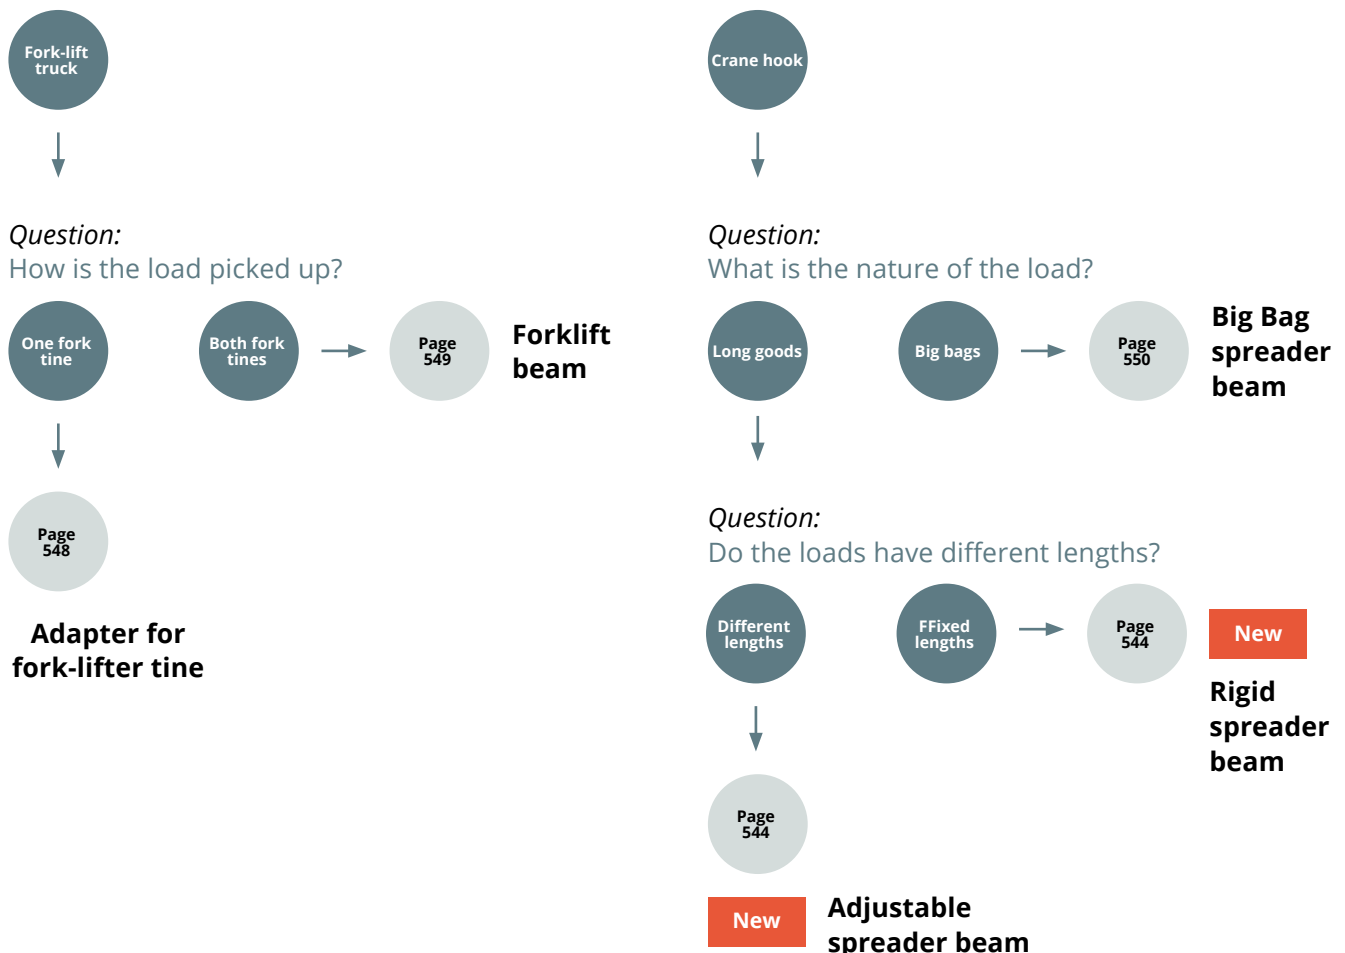 Fork-lift
truck
Question:
How is the load picked up?
One fork
tine
Both fork
tines
Page
549
Forklift
beam
Page
548
Adapter for
fork-lifter tine
Crane hook
Question:
What is the nature of the load?
Long goods
Big bags
Page
550
Big Bag
spreader
beam
Question:
Do the loads have different lengths?
Different
lengths
FFixed
lengths
Page
544
New
Rigid
spreader
beam
Page
544
New
Adjustable
spreader beam